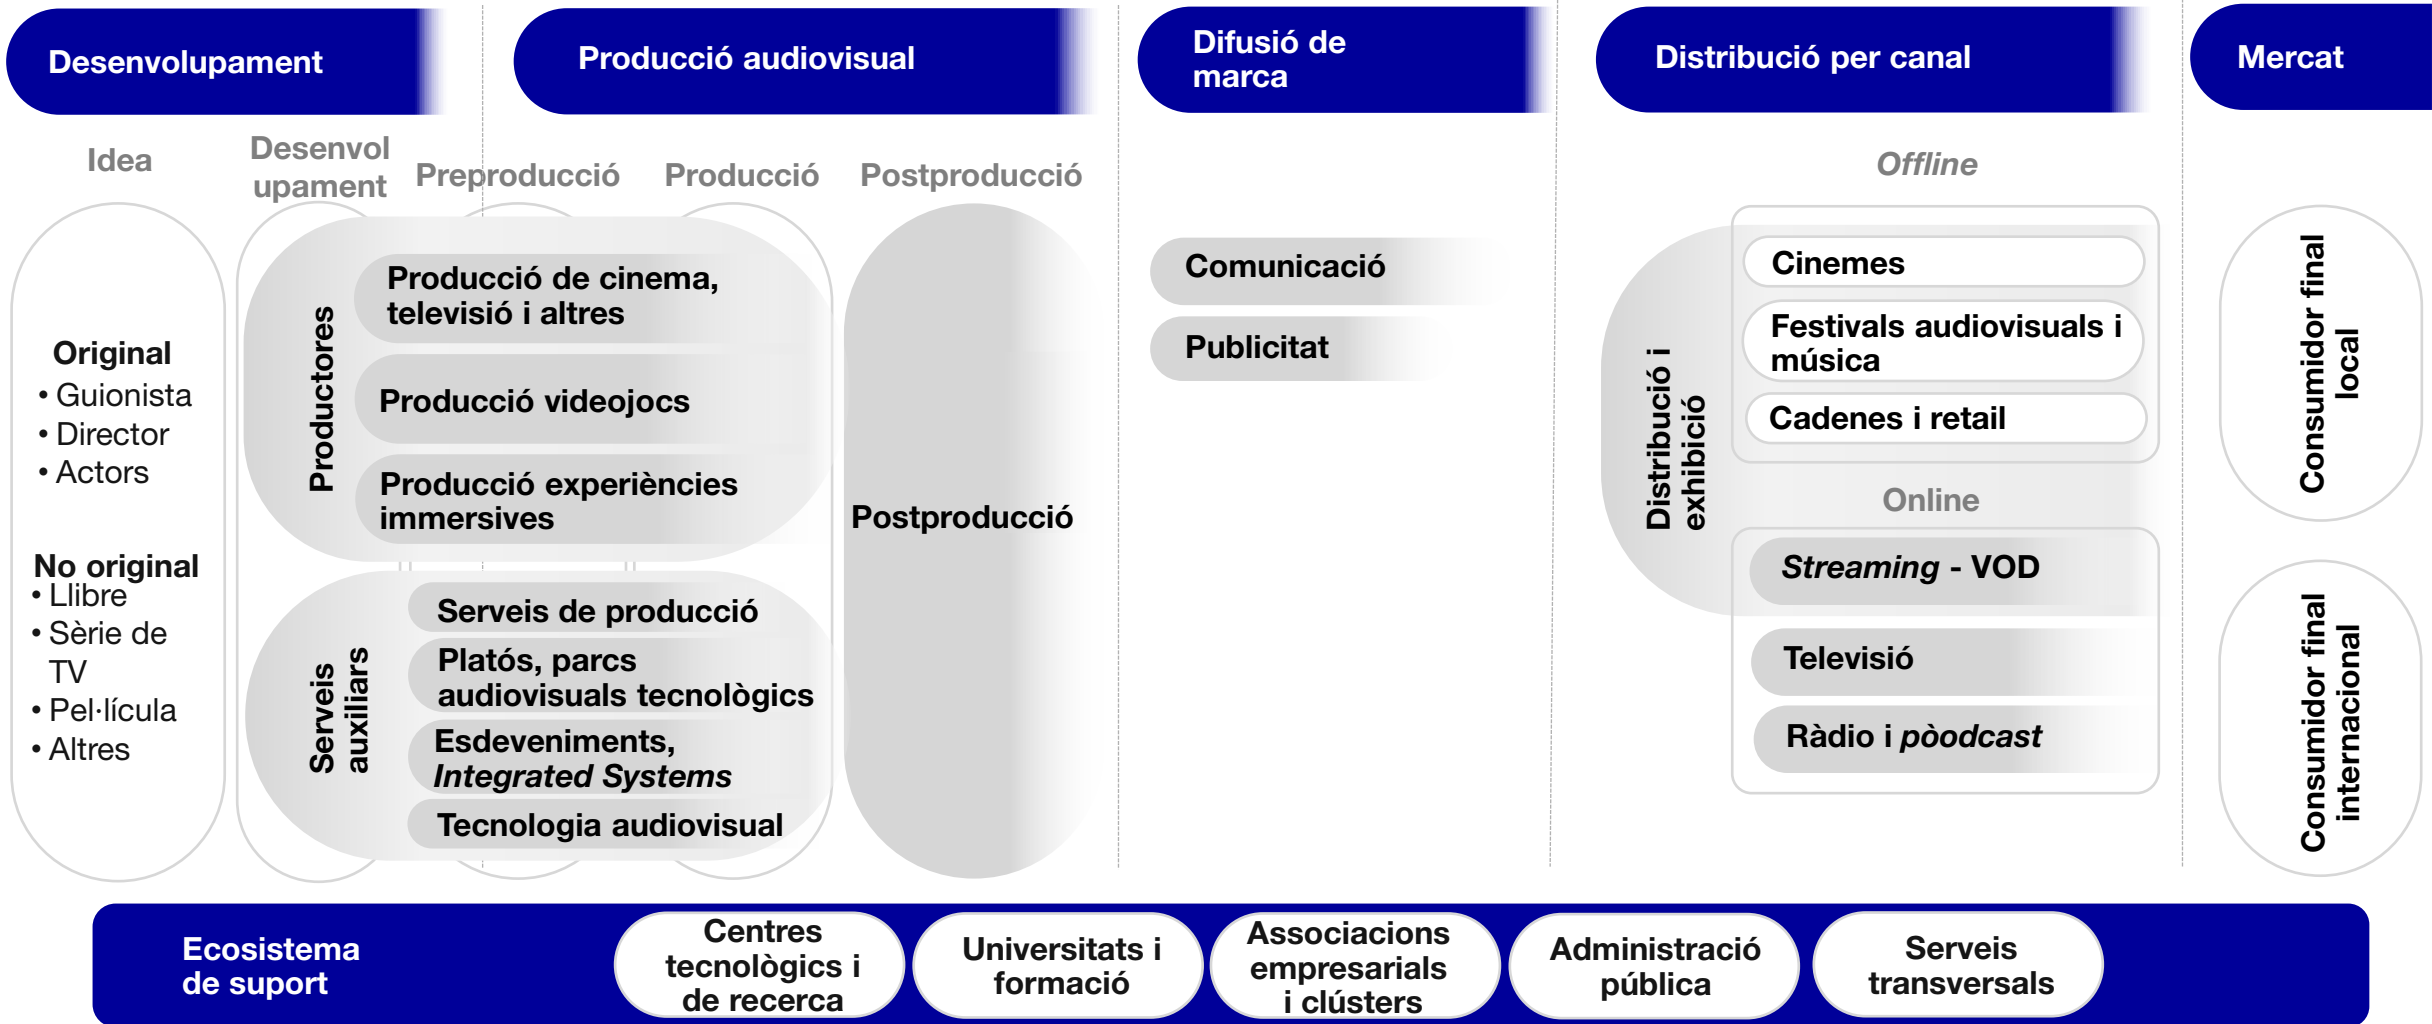 Desenvolupament
Producció audiovisual
Difusió de
marca
Distribució per canal
Mercat
Idea
Desenvol
upament
Preproducció
Producció
Postproducció
Offline
Original
• Guionista
• Director
• Actors
No original
• Llibre
• Sèrie de
TV
• Pel·lícula
• Altres
Productores
Producció de cinema,
televisió i altres
Producció videojocs
Producció experiències
immersives
Serveis
auxiliars
Serveis de producció
Platós, parcs
audiovisuals tecnològics
Esdeveniments,
Integrated Systems
Tecnologia audiovisual
Postproducció
Comunicació
Publicitat
Distribució i
exhibició
Cinemes
Festivals audiovisuals i
música
Cadenes i retail
Online
Streaming - VOD
Televisió
Ràdio i pòodcast
Consumidor final
local
Consumidor final
internacional
Ecosistema
de suport
Centres
tecnològics i
de recerca
Universitats i
formació
Associacions
empresarials
i clústers
Administració
pública
Serveis
transversals